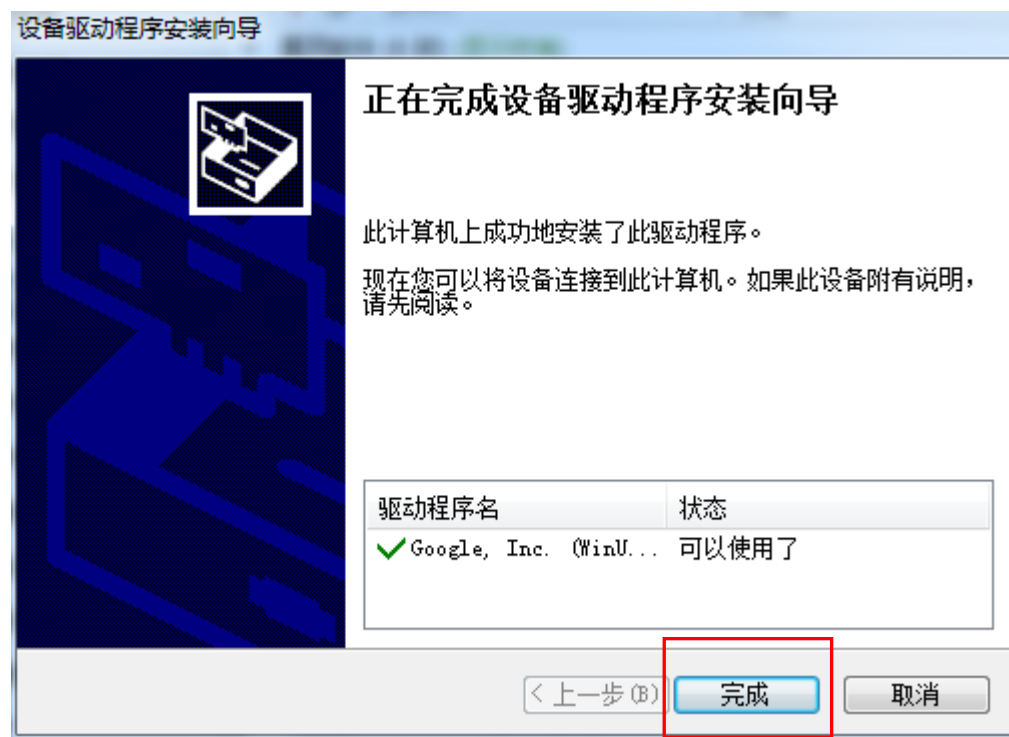 设备驱动程序安装向导
正在完成设备驱动程序安装向导
此计算机上成功地安装了此驱动程序。
现在您可以将设备连接到此计算机。如果此设备附有说明，
请先阅读。
驱动程序名 状态
Google, Inc. (WinU... 可以使用了
< 上一步(B) 完成 取消